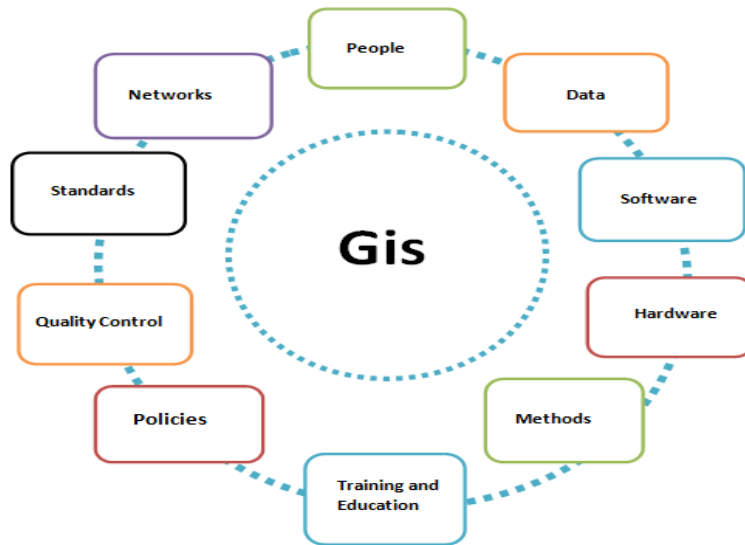 People
Networks
Data
Standards
Software
Gis
Quality Control
Hardware
Policies
Methods
Training and
Education